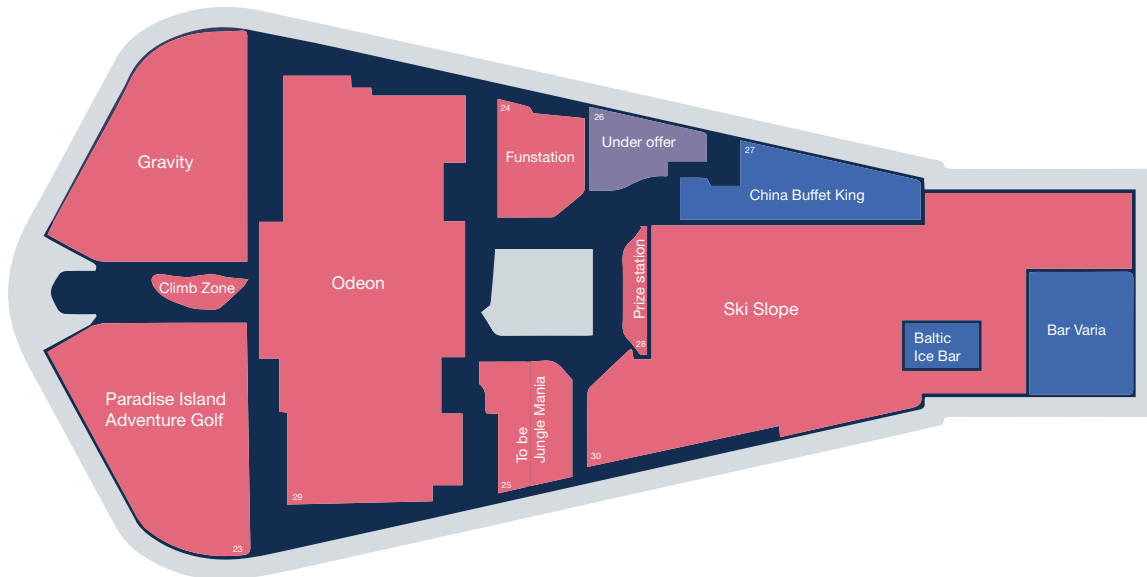 Gravity
Climb Zone
Paradise Island
Adventure Golf
23
Odeon
29
24
Funstation
26
Under offer
27
China Buffet King
Prize station
28
Ski Slope
Baltic
Ice Bar
Bar Varia
To be
Jungle Mania
25
30